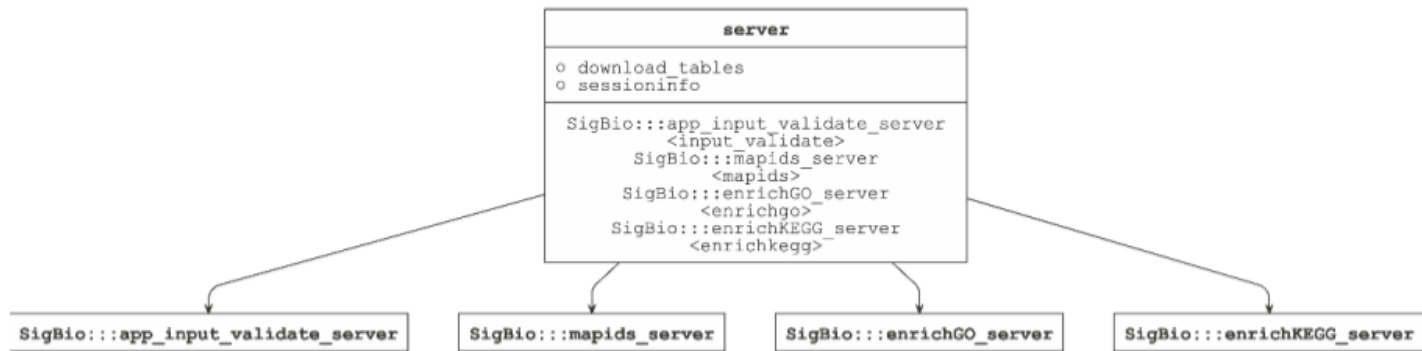 server
○ download_tables
○ sessioninfo
SigBio:::app_input_validate_server
<input_validate>
SigBio:::mapids_server
<mapids>
SigBio:::enrichGO_server
<enrichgo>
SigBio:::enrichKEGG_server
<enrichkegg>
SigBio:::app_input_validate_server
SigBio:::mapids_server
SigBio:::enrichGO_server
SigBio:::enrichKEGG_server